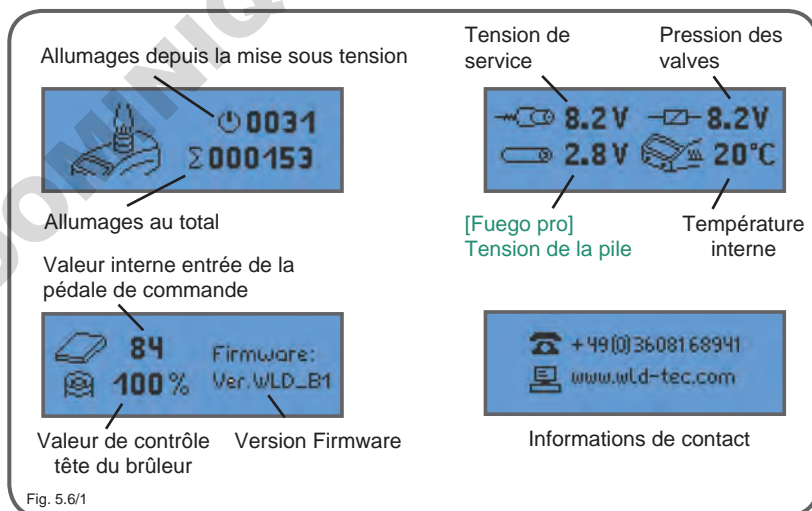 Allumages depuis la mise sous tension
0031
Σ000153
Allumages au total
Tension de
service
Pression des
valves
8.2V
8.2V
2.8V
20°C
[Fuego pro]
Tension de la pile
Température
interne
Valeur interne entrée de la
pédale de commande
84
100%
Firmware:
Ver.WLD_B1
Valeur de contrôle
tête du brûleur
Version Firmware
+49(0)3608168941
www.wld-tec.com
Informations de contact
Fig. 5.6/1
DOMINIQ